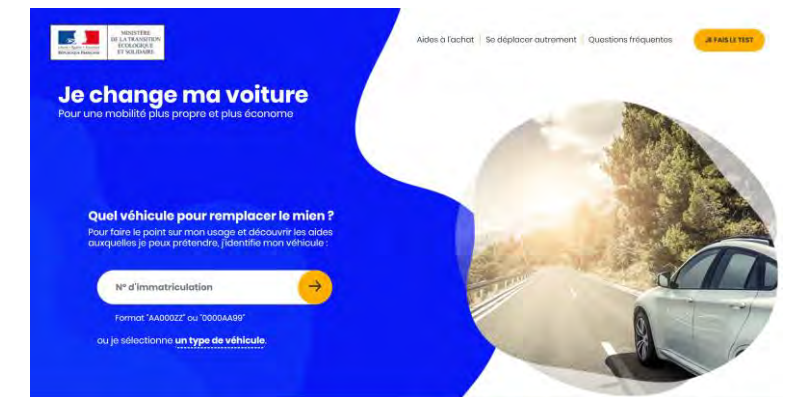 MINISTÈRE
DE LA TRANSITION
ÉCOLOGIQUE
ET SOLIDAIRE
RÉPUBLIQUE FRANÇAISE
Aides à l'achat
Se déplacer autrement
Questions fréquentes
JE FAIS LE TEST
Je change ma voiture
Pour une mobilité plus propre et plus économe
Quel véhicule pour remplacer le mien ?
Pour faire le point sur mon usage et découvrir les aides
auxquelles je peux prétendre, j'identifie mon véhicule :
N° d'immatriculation
Format "AA000ZZ" ou "0000AA99"
ou je sélectionne un type de véhicule.